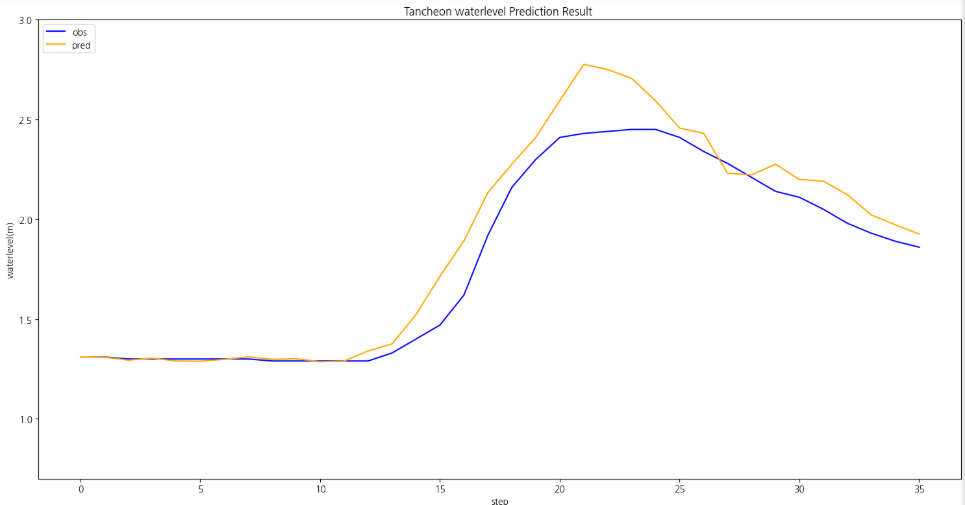 Tancheon waterlevel Prediction Result
obs
pred
3.0
2.5
2.0
1.5
1.0
waterlevel(m)
0 5 10 15 20 25 30 35
step